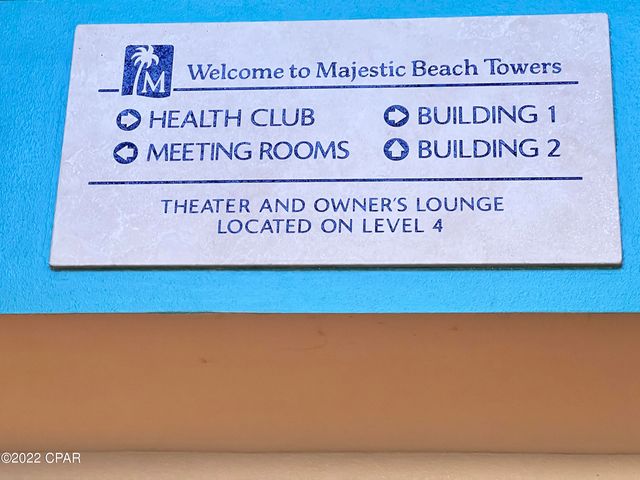 M
Welcome to Majestic Beach Towers
HEALTH CLUB
BUILDING 1
MEETING ROOMS
BUILDING 2
THEATER AND OWNER'S LOUNGE
LOCATED ON LEVEL 4
©2022 CPAR